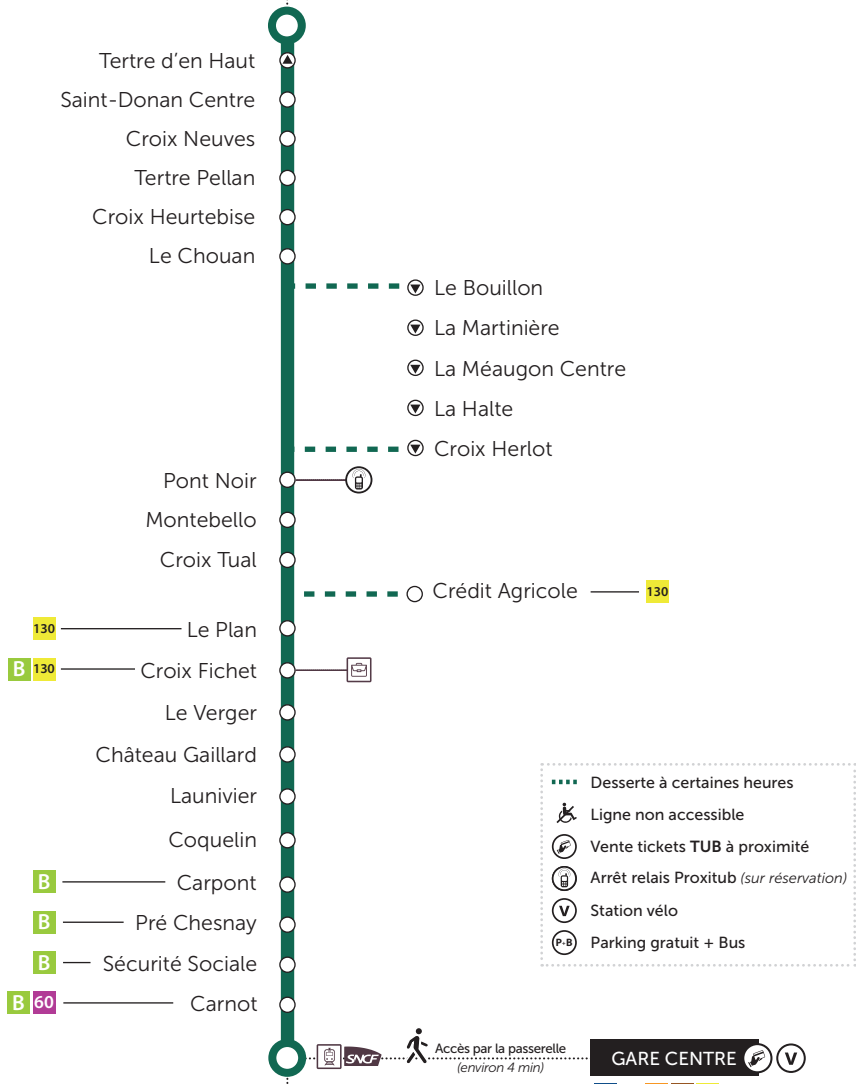 Tertre d'en Haut
Saint-Donan Centre
Croix Neuves
Tertre Pellan
Croix Heurtebise
Le Chouan
Le Bouillon
La Martinière
La Méaugon Centre
La Halte
Croix Herlot
Pont Noir
Montebello
Croix Tual
Crédit Agricole 130
130 Le Plan
B 130 Croix Fichet
Le Verger
Château Gaillard
Launivier
Coquelin
B Carpont
B Pré Chesnay
B Sécurité Sociale
B 60 Carnot
Desserte à certaines heures
Ligne non accessible
Vente tickets TUB à proximité
Arrêt relais Proxitub (sur réservation)
V Station vélo
P+B Parking gratuit + Bus
SNCF Accès par la passerelle
(environ 4 min)
GARE CENTRE V